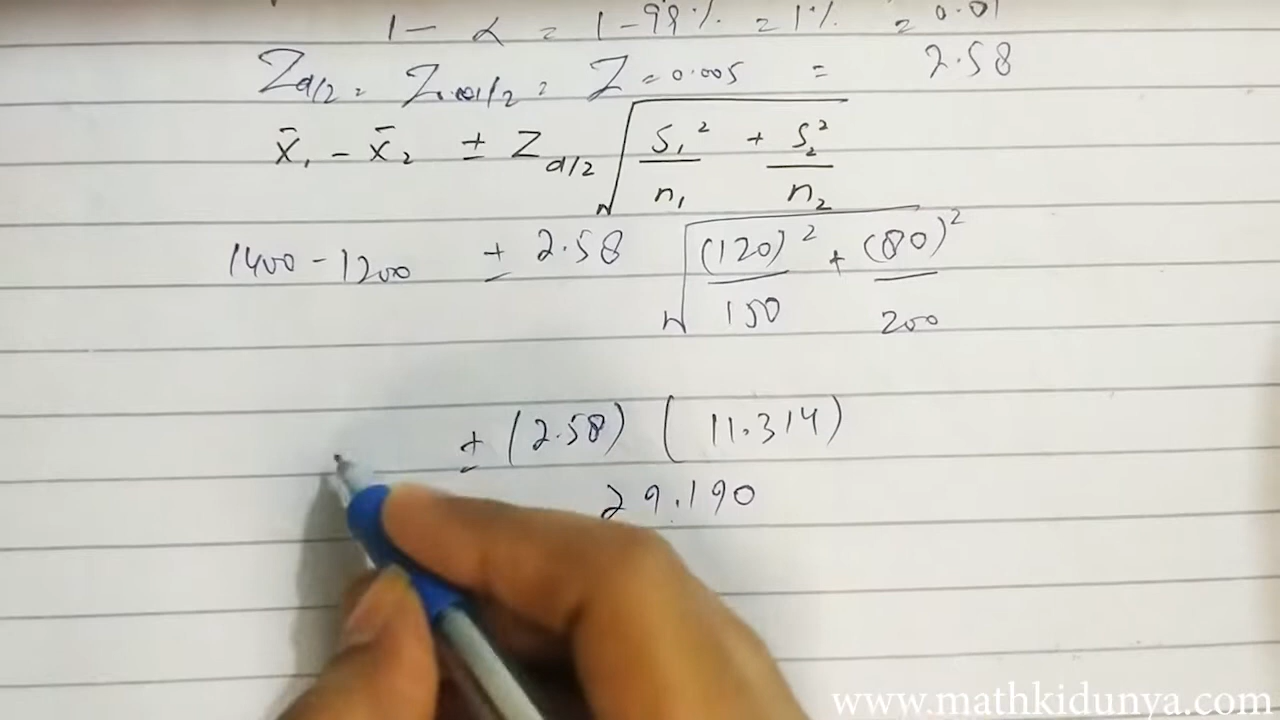 1 - α = 1 - 99% = 1% = 0.01
Zα/2 = Z0.01/2 = Z = 0.005 = 2.58
x̄₁ - x̄₂ ± Zα/2 √(S₁²/n₁ + S₂²/n₂)
1400 - 1200 ± 2.58 √((120)²/150 + (80)²/200)
± (2.58) (11.314)
29.190
www.mathkidunya.com